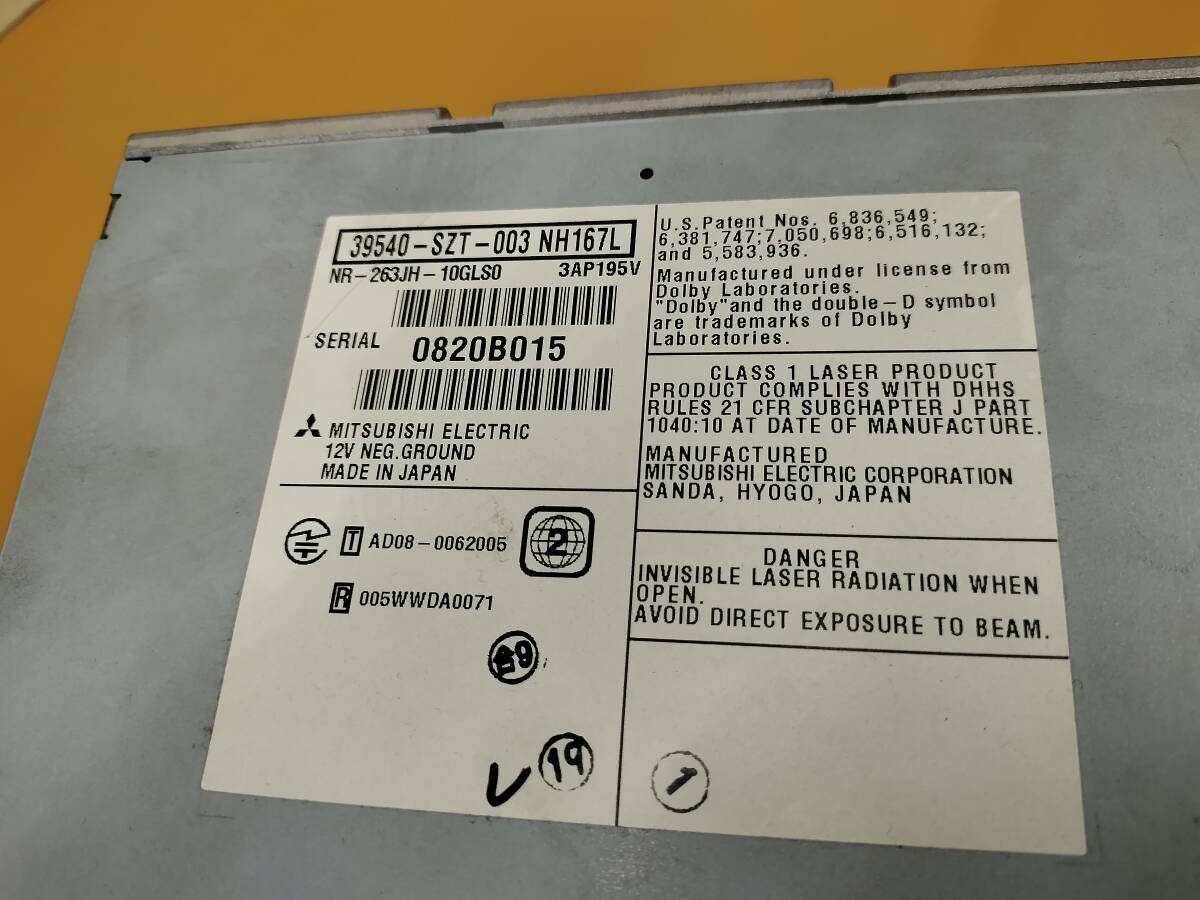 39540-SZT-003 NH167L
NR-263JH-10GLS0 3AP195V
SERIAL 0820B015
MITSUBISHI ELECTRIC
12V NEG.GROUND
MADE IN JAPAN
T AD08-0062005
2
R 005WWDA0071
19
U.S.Patent Nos. 6,836,549;
6,381,747;7,050,698;6,516,132;
and 5,583,936.
Manufactured under license from
Dolby Laboratories.
"Dolby"and the double-D symbol
are trademarks of Dolby
Laboratories.
CLASS 1 LASER PRODUCT
PRODUCT COMPLIES WITH DHHS
RULES 21 CFR SUBCHAPTER J PART
1040:10 AT DATE OF MANUFACTURE.
MANUFACTURED
MITSUBISHI ELECTRIC CORPORATION
SANDA, HYOGO, JAPAN
DANGER
INVISIBLE LASER RADIATION WHEN
OPEN.
AVOID DIRECT EXPOSURE TO BEAM.
1